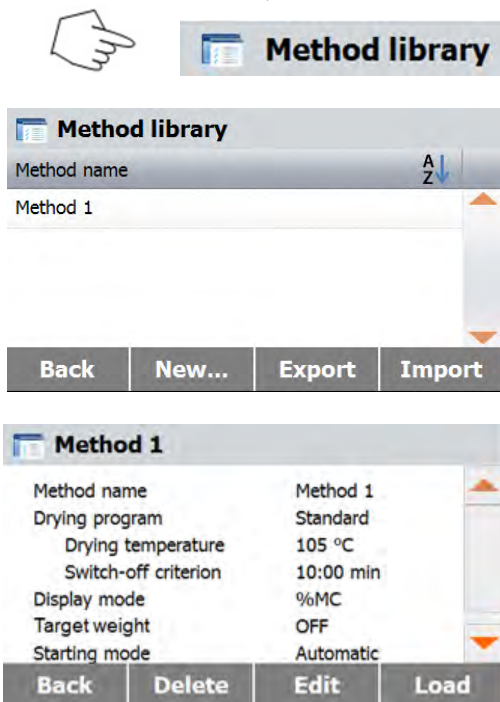 Method library
Method library
Method name A Z
Method 1
Back New... Export Import
Method 1
Method name Method 1
Drying program Standard
Drying temperature 105 ºC
Switch-off criterion 10:00 min
Display mode %MC
Target weight OFF
Starting mode Automatic
Back Delete Edit Load